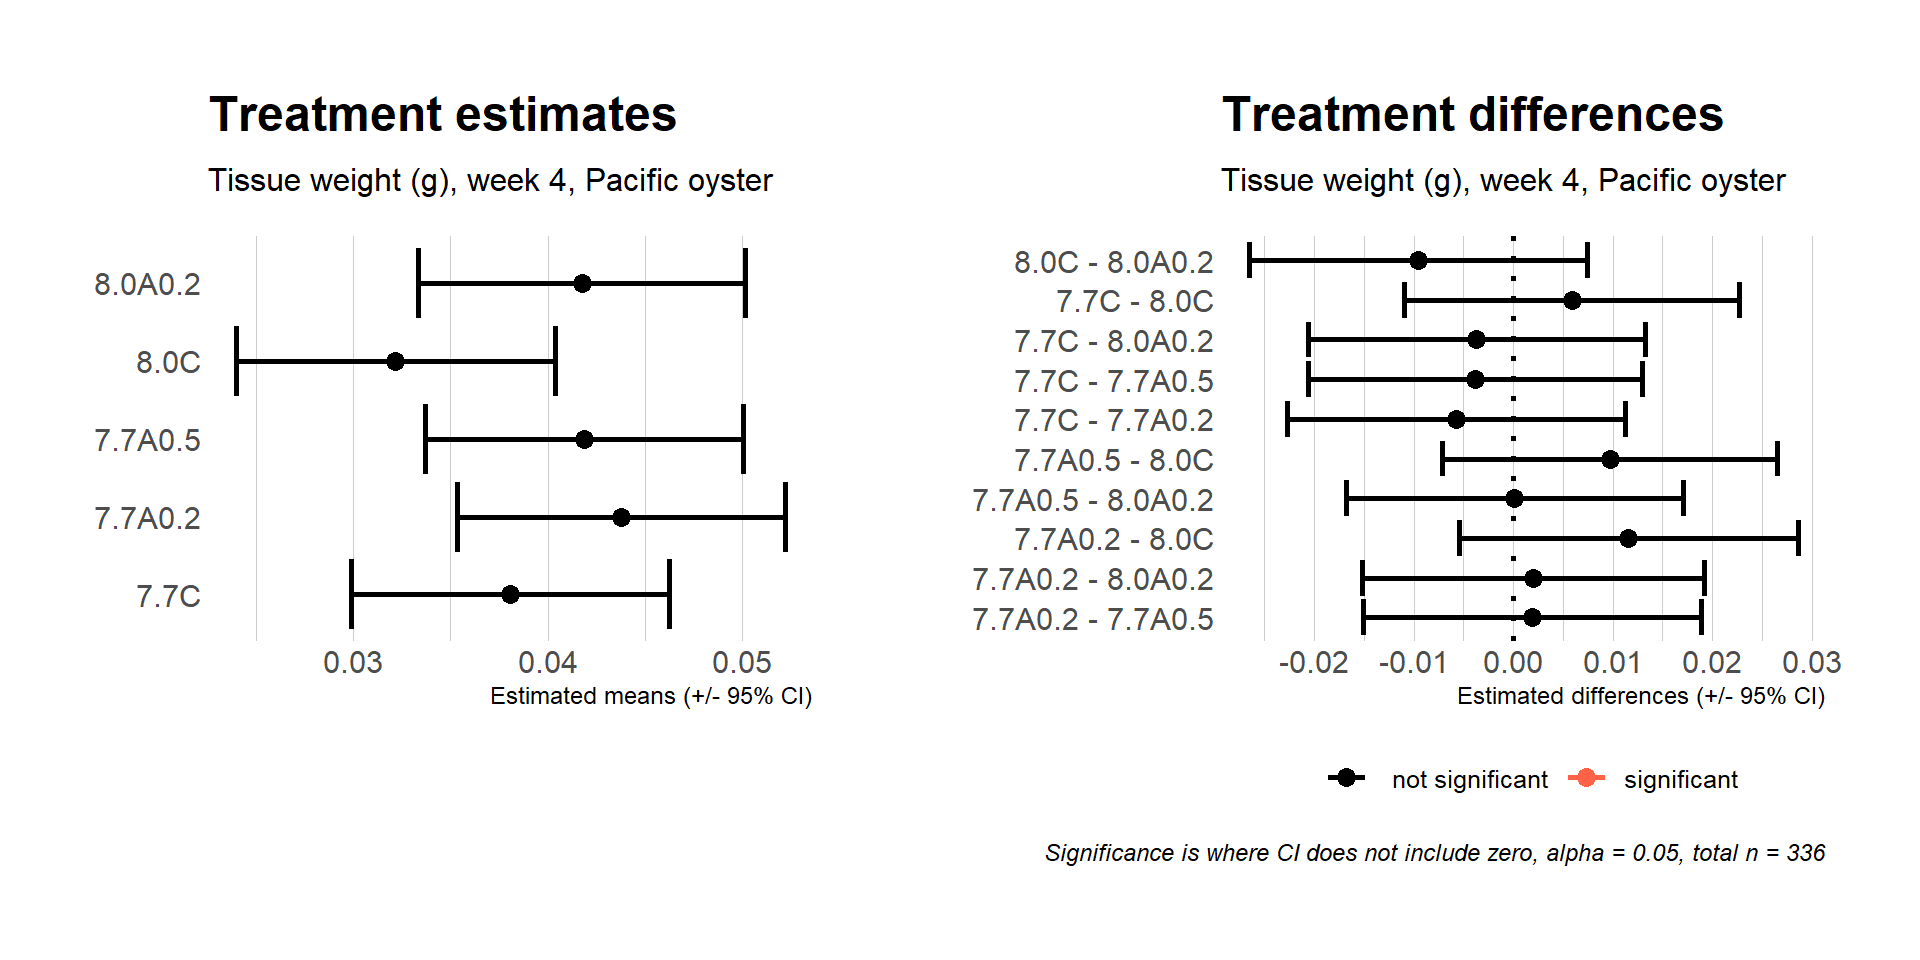 Treatment estimates
Tissue weight (g), week 4, Pacific oyster
8.0A0.2
8.0C
7.7A0.5
7.7A0.2
7.7C
0.03 0.04 0.05
Estimated means (+/- 95% CI)
Treatment differences
Tissue weight (g), week 4, Pacific oyster
8.0C - 8.0A0.2
7.7C - 8.0C
7.7C - 8.0A0.2
7.7C - 7.7A0.5
7.7C - 7.7A0.2
7.7A0.5 - 8.0C
7.7A0.5 - 8.0A0.2
7.7A0.2 - 8.0C
7.7A0.2 - 8.0A0.2
7.7A0.2 - 7.7A0.5
-0.02 -0.01 0.00 0.01 0.02 0.03
Estimated differences (+/- 95% CI)
not significant significant
Significance is where CI does not include zero, alpha = 0.05, total n = 336